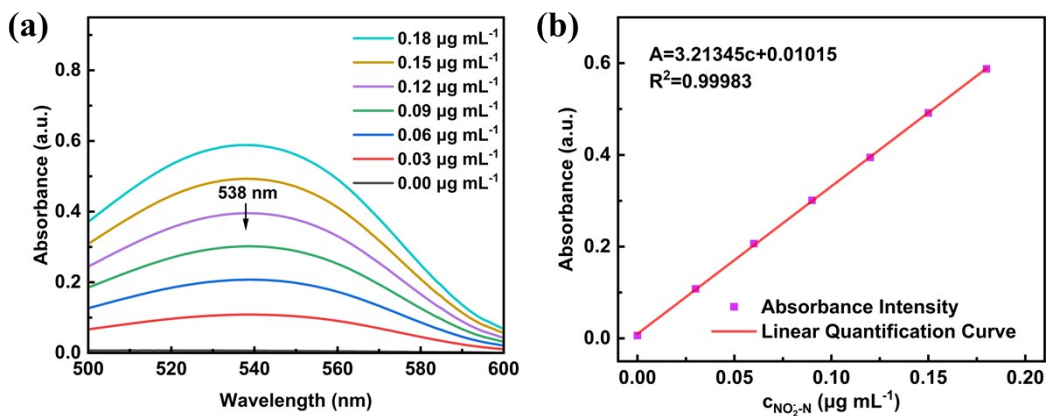 (a)
0.18 µg mL⁻¹
0.15 µg mL⁻¹
0.12 µg mL⁻¹
0.09 µg mL⁻¹
0.06 µg mL⁻¹
0.03 µg mL⁻¹
0.00 µg mL⁻¹
538 nm
0.8
0.6
0.4
0.2
0.0
Absorbance (a.u.)
500
520
540
560
580
600
Wavelength (nm)
(b)
A=3.21345c+0.01015
R²=0.99983
Absorbance Intensity
Linear Quantification Curve
0.6
0.4
0.2
0.0
Absorbance (a.u.)
0.00
0.05
0.10
0.15
0.20
c_NO₂⁻-N (µg mL⁻¹)